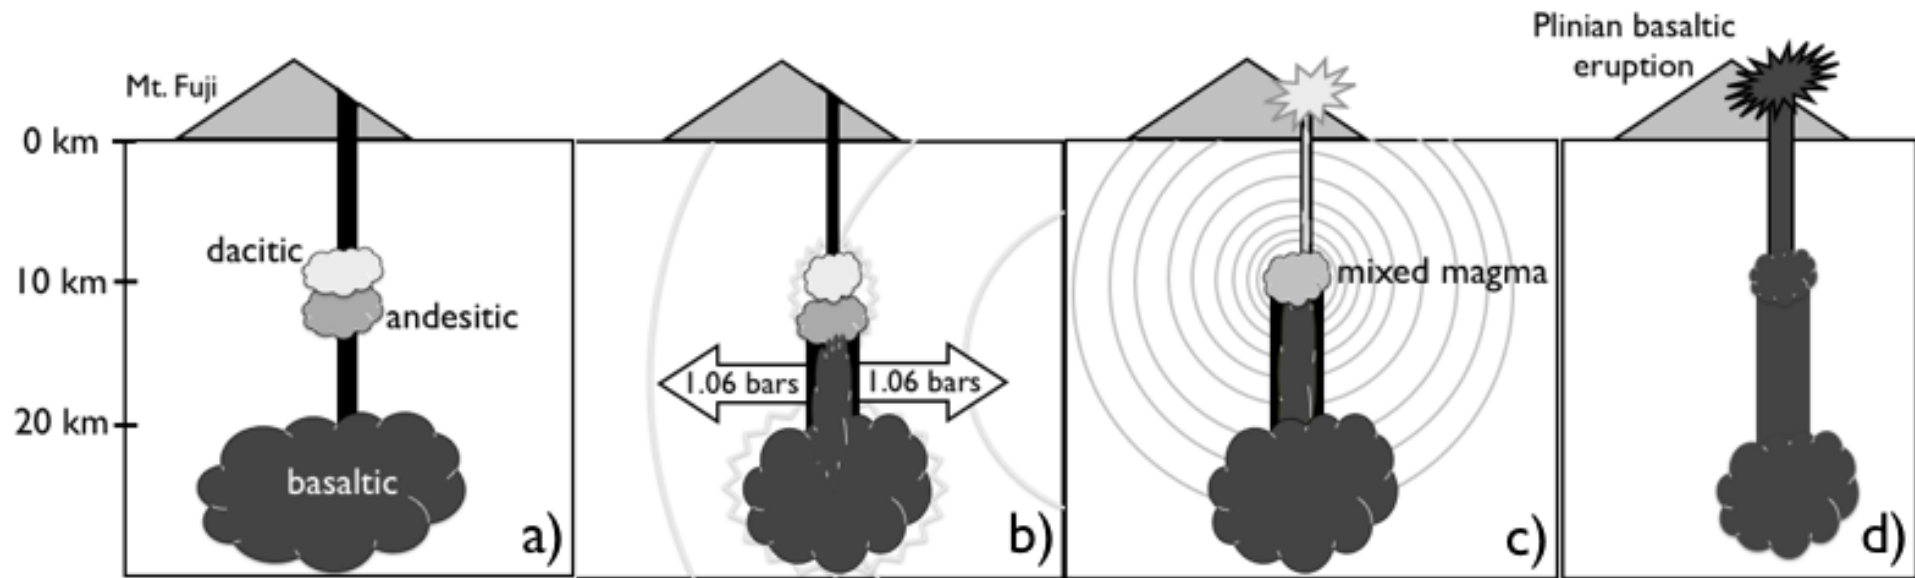 Plinian basaltic
eruption
Mt. Fuji
0 km
10 km
20 km
dacitic
andesitic
basaltic
a)
1.06 bars
1.06 bars
b)
mixed magma
c)
d)